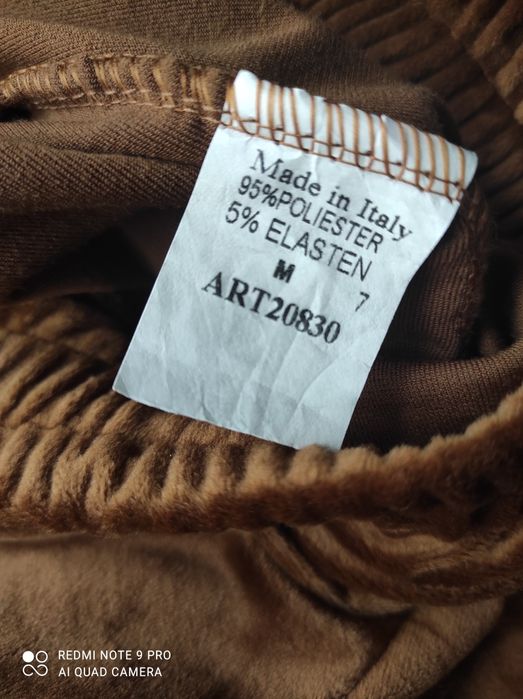 Made in Italy
95%POLIESTER
5% ELASTEN
M
7
ART20830
REDMI NOTE 9 PRO
AI QUAD CAMERA